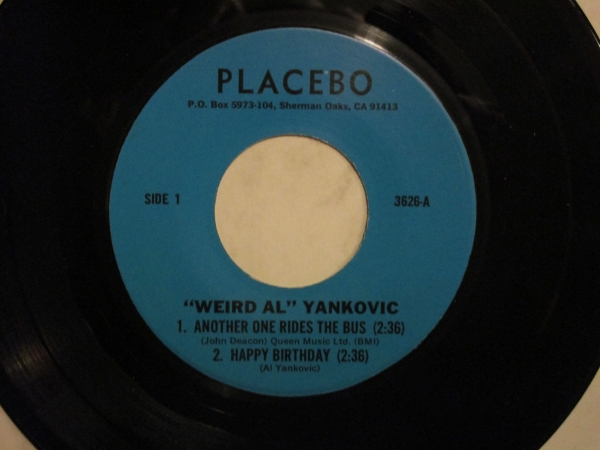 PLACEBO
P.O. Box 5973-104, Sherman Oaks, CA 91413
SIDE 1 3626-A
"WEIRD AL" YANKOVIC
1. ANOTHER ONE RIDES THE BUS (2:36)
(John Deacon) Queen Music Ltd. (BMI)
2. HAPPY BIRTHDAY (2:36)
(Al Yankovic)